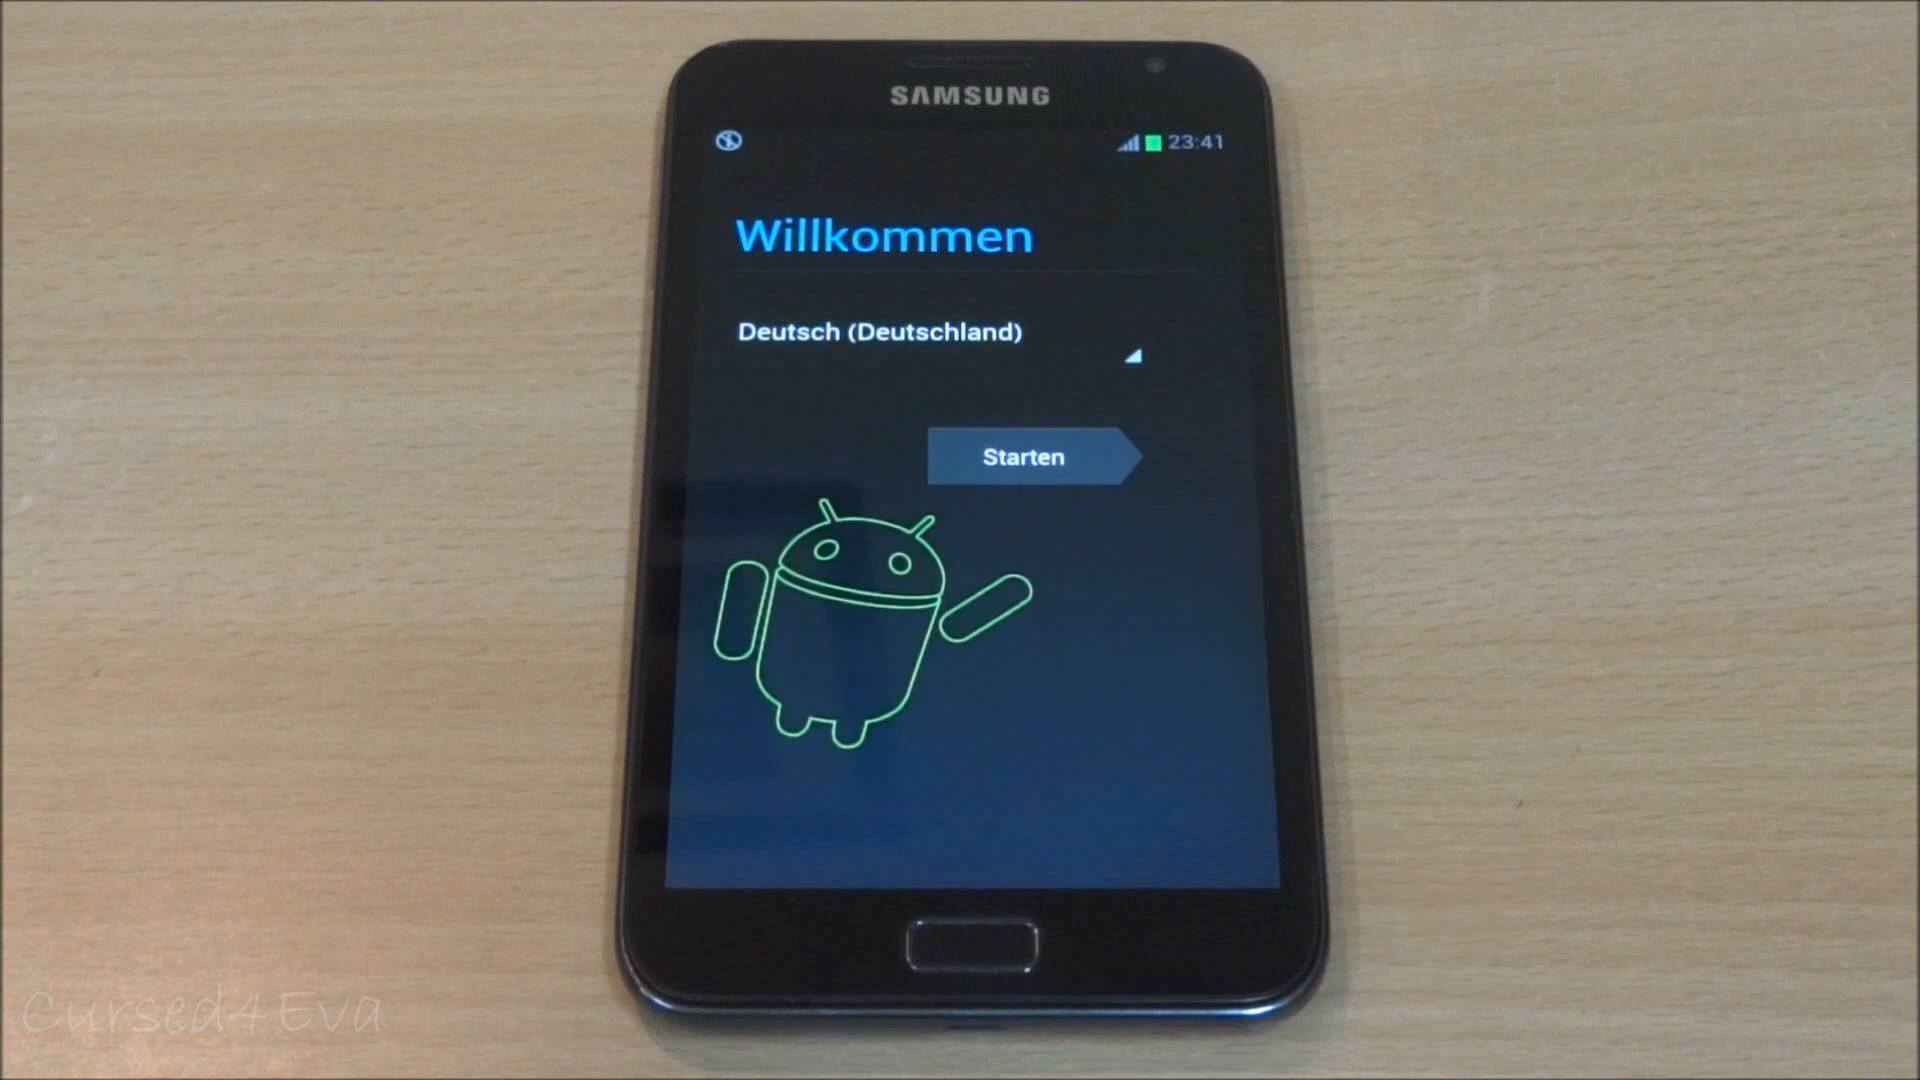 SAMSUNG
23:41
Willkommen
Deutsch (Deutschland)
Starten
Cursed4Eva